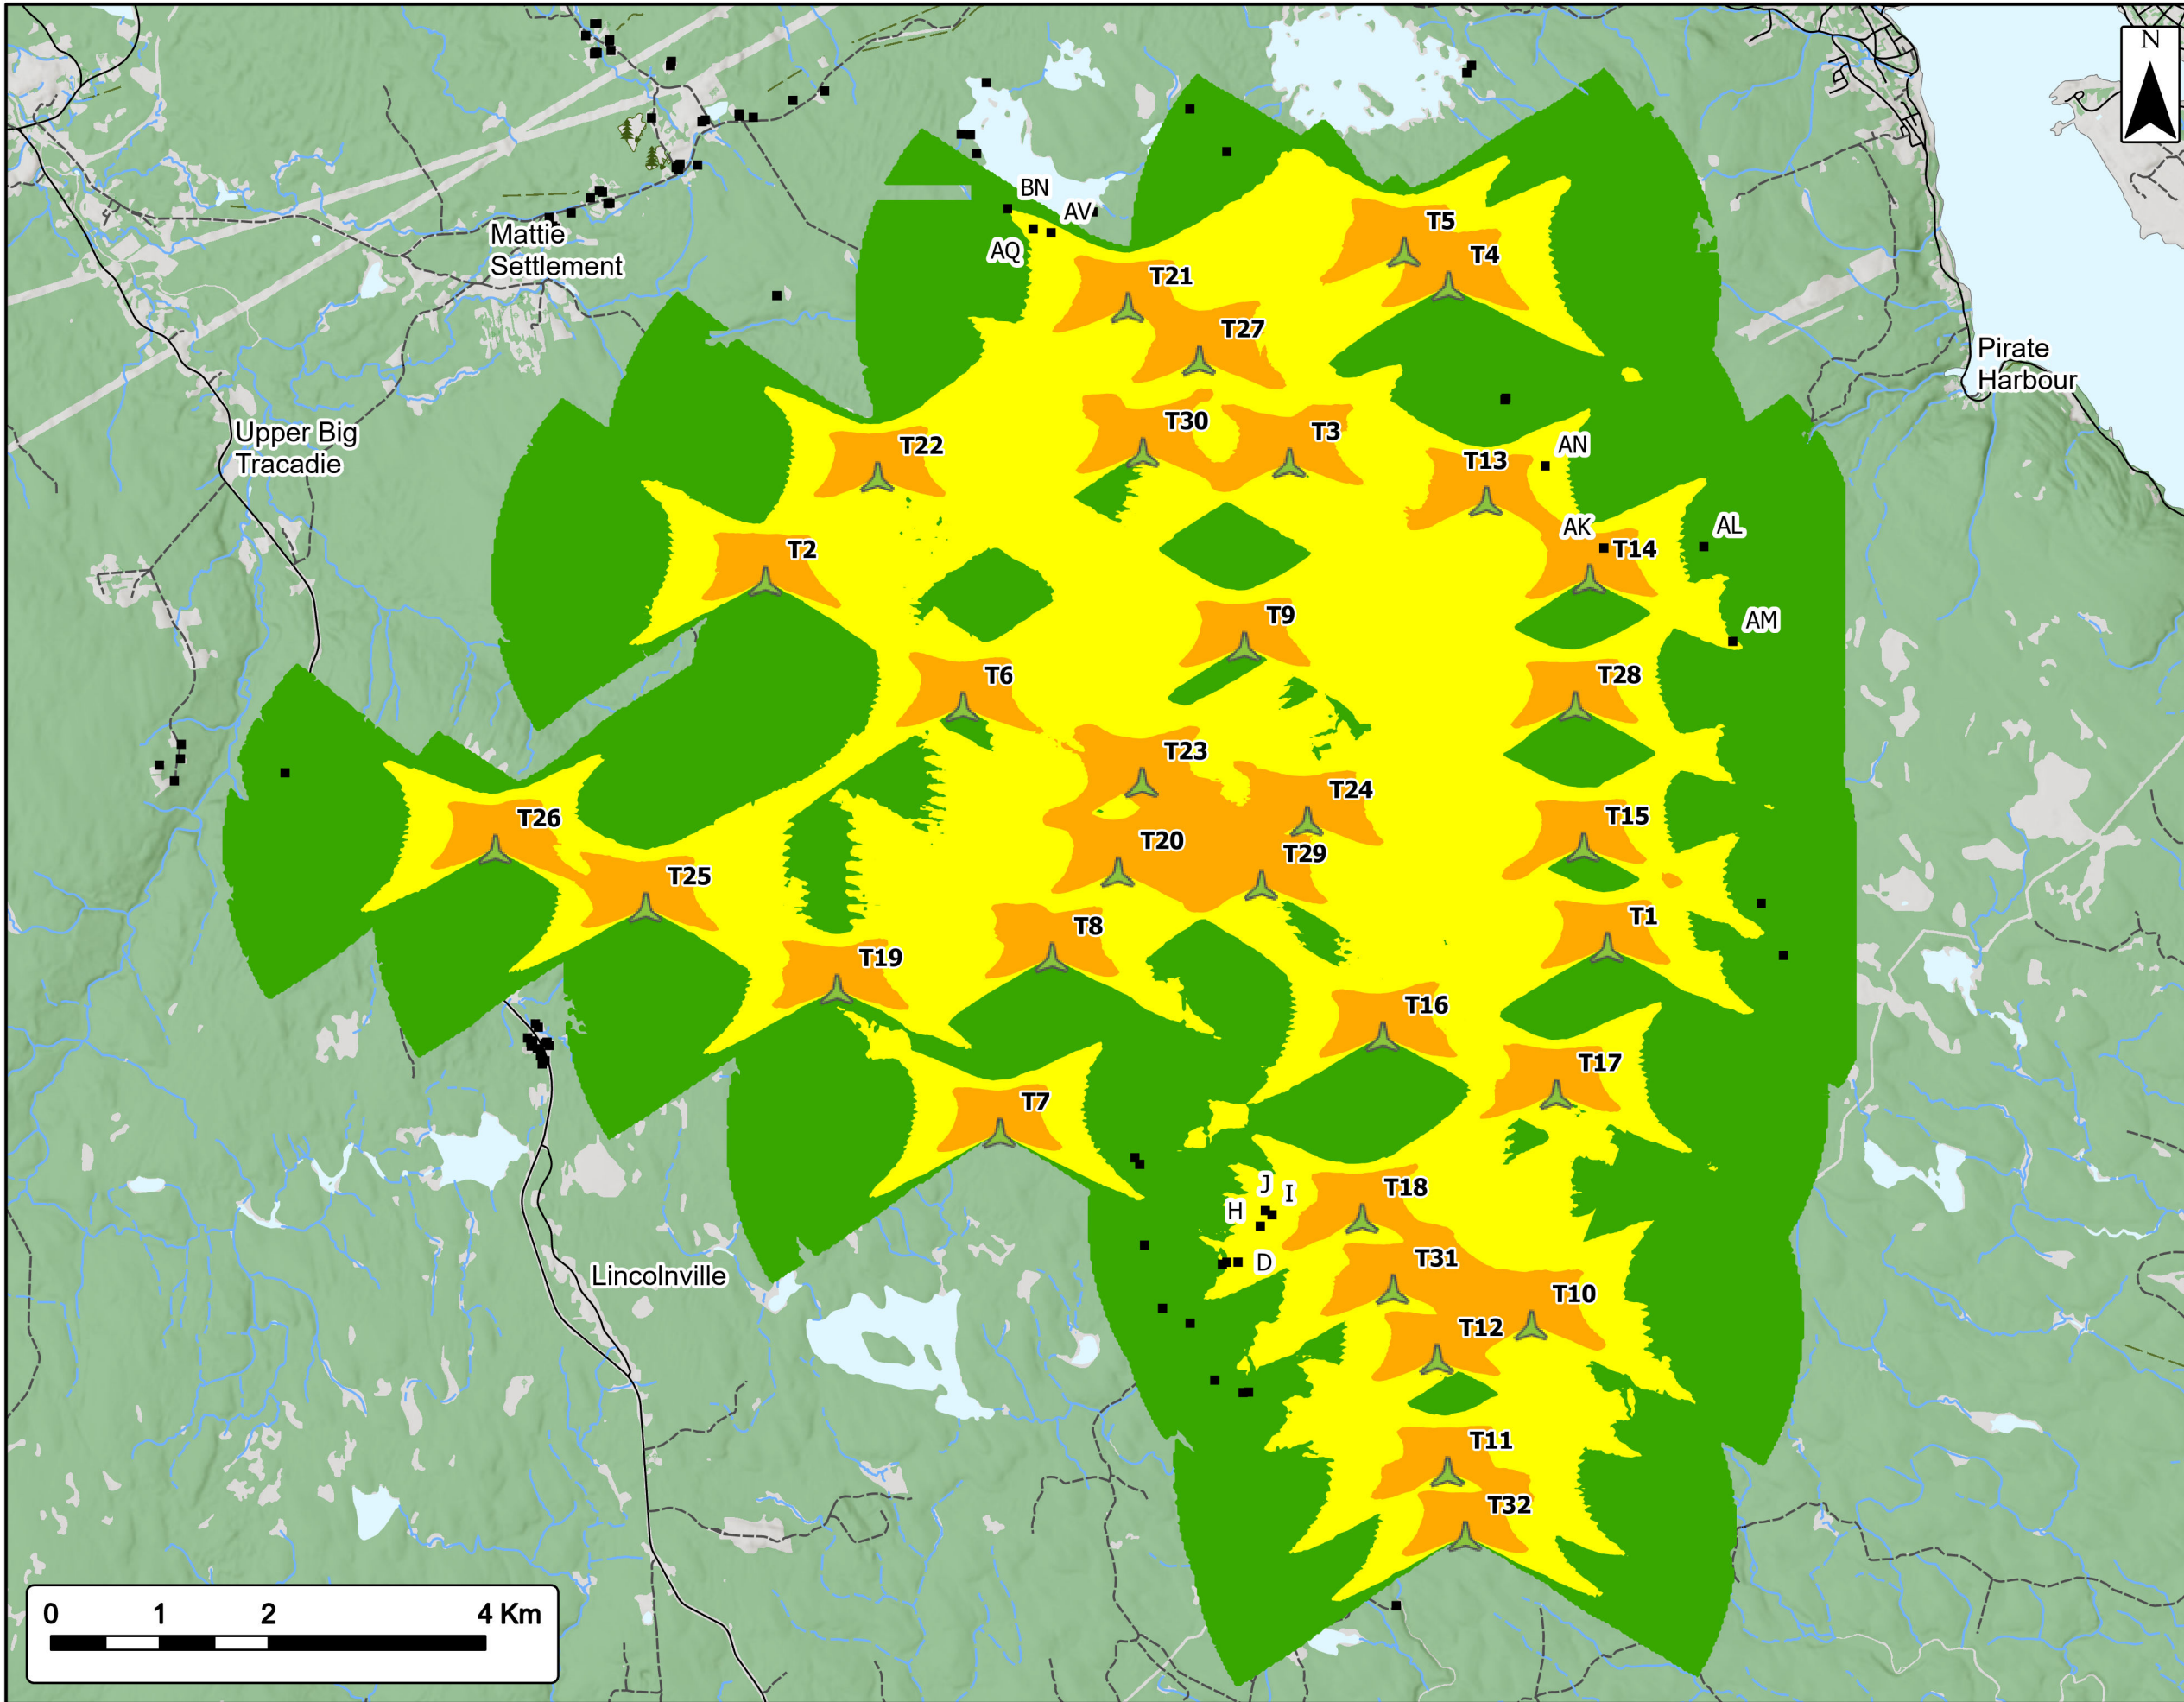 N
BN
AV
T5
AQ
T4
Mattie
Settlement
T21
T27
Pirate
Harbour
T30
T3
Upper Big
Tracadie
T22
AN
T13
AK
AL
T2
T14
T9
AM
T6
T28
T23
T24
T26
T15
T20
T29
T25
T1
T8
T19
T16
T17
T7
J
I
T18
H
D
T31
Lincolnville
T10
T12
T11
T32
0 1 2 4 Km